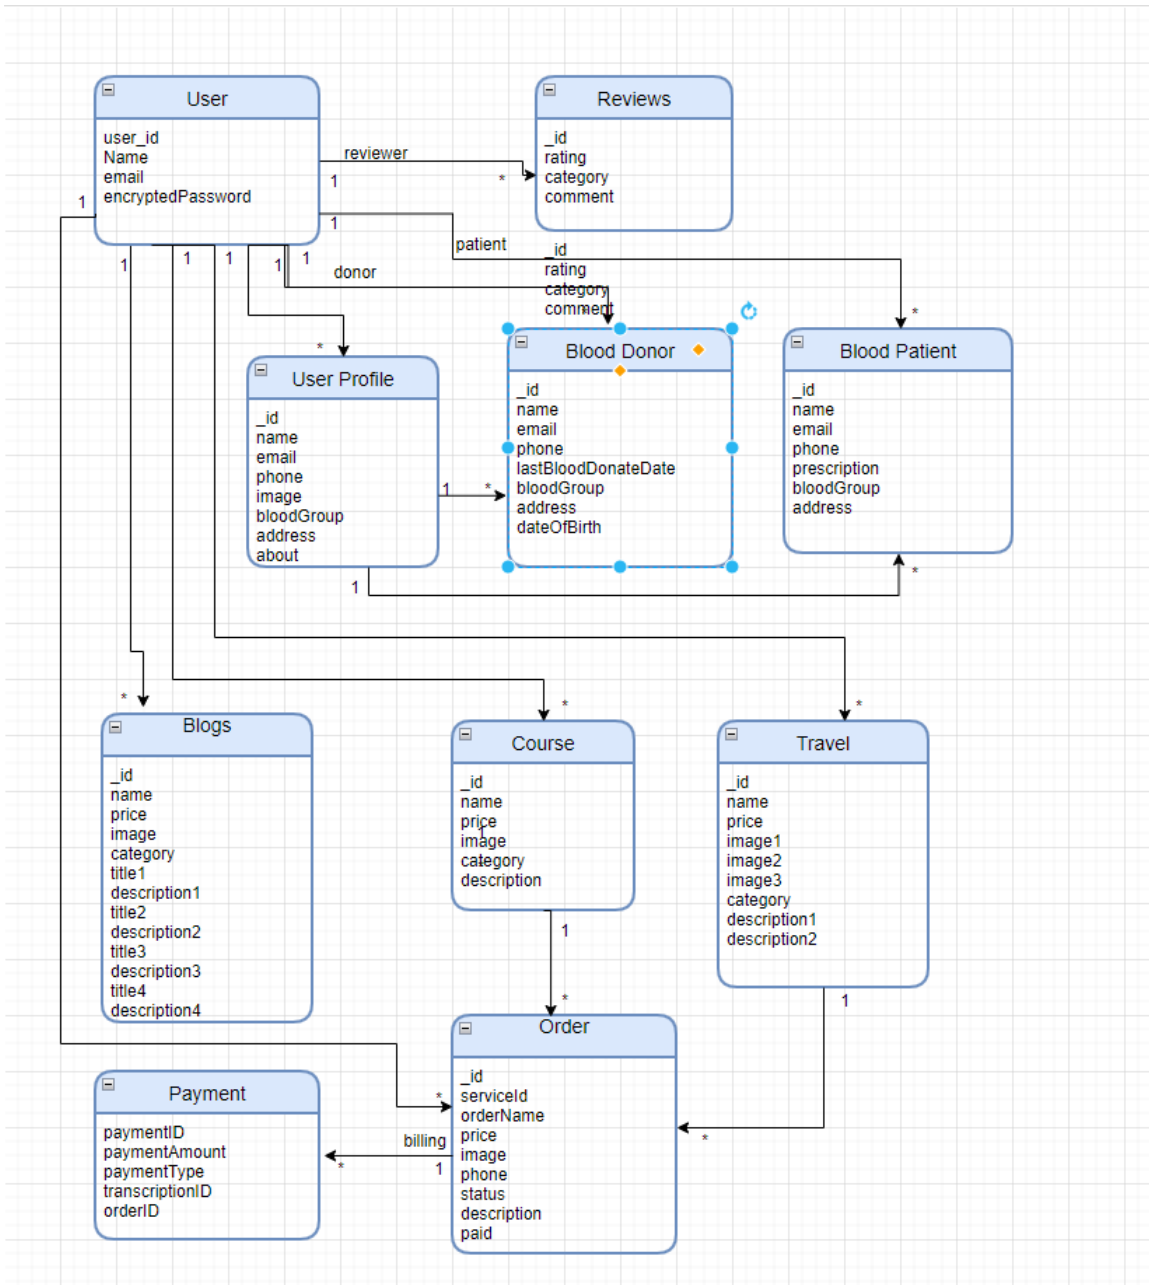 User
user_id
Name
email
encryptedPassword
Reviews
_id
rating
category
comment
reviewer
1
*
1
1
patient
*
1
1
1
1
1
donor
_id
rating
category
comment
*
*
User Profile
_id
name
email
phone
image
bloodGroup
address
about
Blood Donor
_id
name
email
phone
lastBloodDonateDate
bloodGroup
address
dateOfBirth
Blood Patient
_id
name
email
phone
prescription
bloodGroup
address
1
*
1
*
*
*
*
Blogs
_id
name
price
image
category
title1
description1
title2
description2
title3
description3
title4
description4
Course
_id
name
price
1
image
category
description
Travel
_id
name
price
image1
image2
image3
category
description1
description2
1
*
1
*
*
Order
_id
serviceId
orderName
price
image
phone
status
description
paid
billing
1
*
Payment
paymentID
paymentAmount
paymentType
transcriptionID
orderID